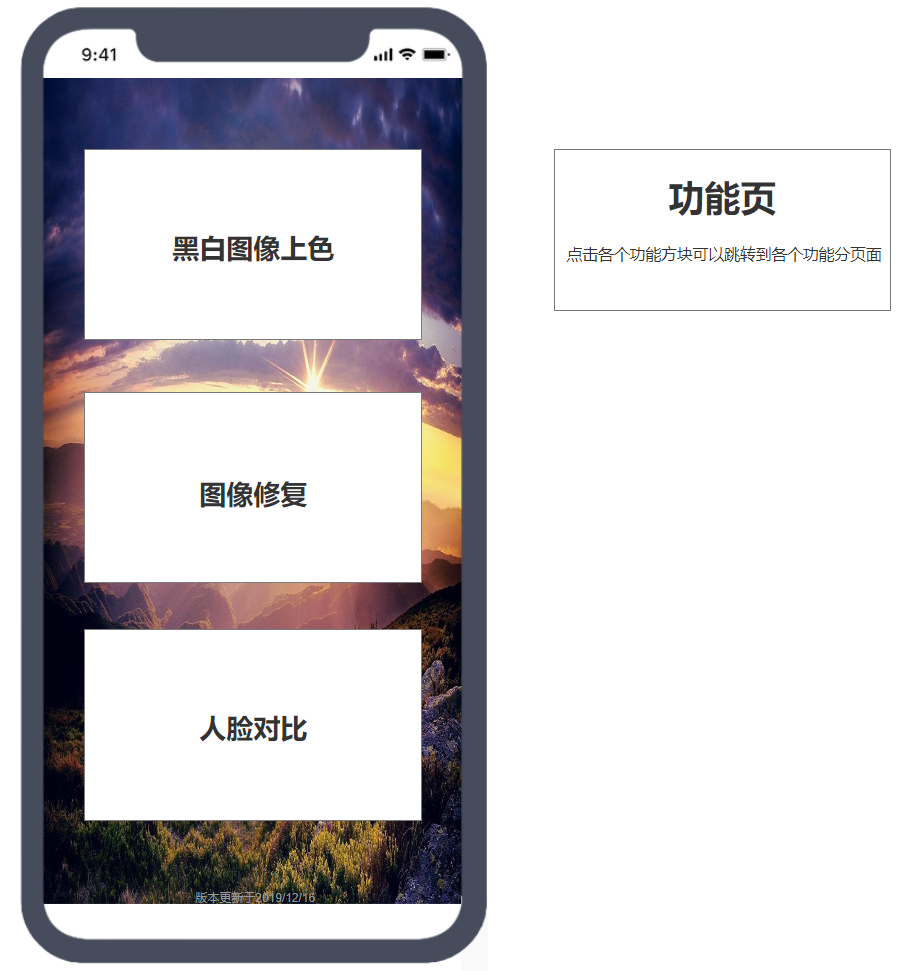 9:41
黑白图像上色
图像修复
人脸对比
版本更新于2019/12/16
功能页
点击各个功能方块可以跳转到各个功能分页面